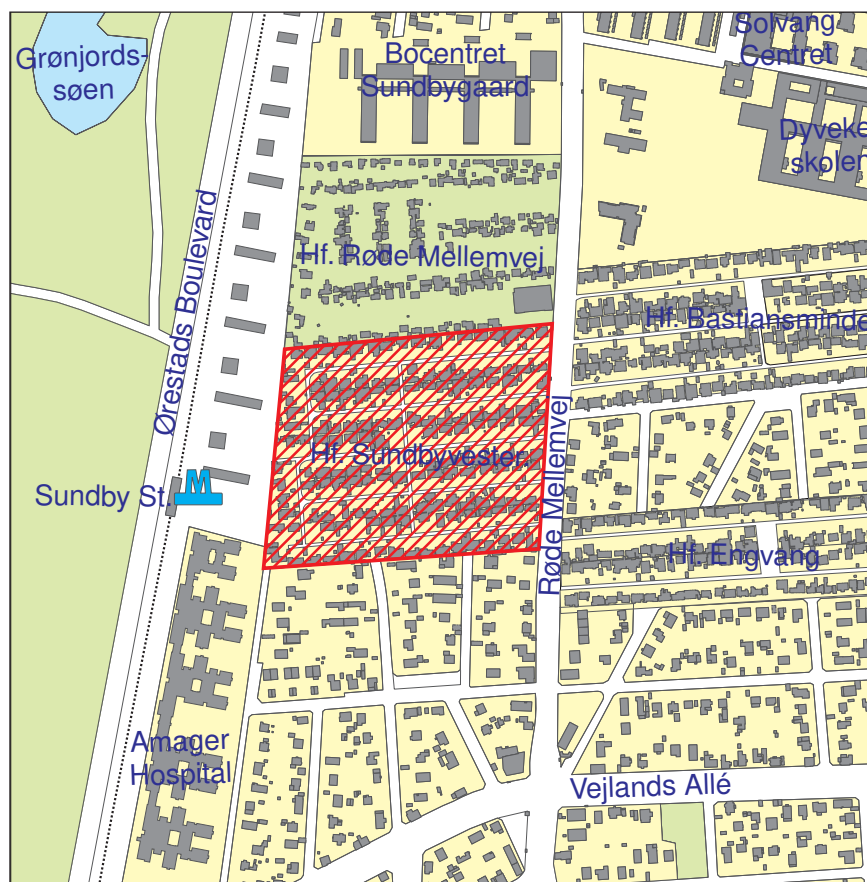 Grønjords-
søen
Bocentret
Sundbygaard
Solvang
Centret
Dyveke
skolen
Ørestads Boulevard
Hf. Røde Mellemvej
Hf. Bastiansminde
Hf. Sundbyvester
Røde Mellemvej
M
Sundby St.
Hf. Engvang
Amager
Hospital
Vejlands Allé